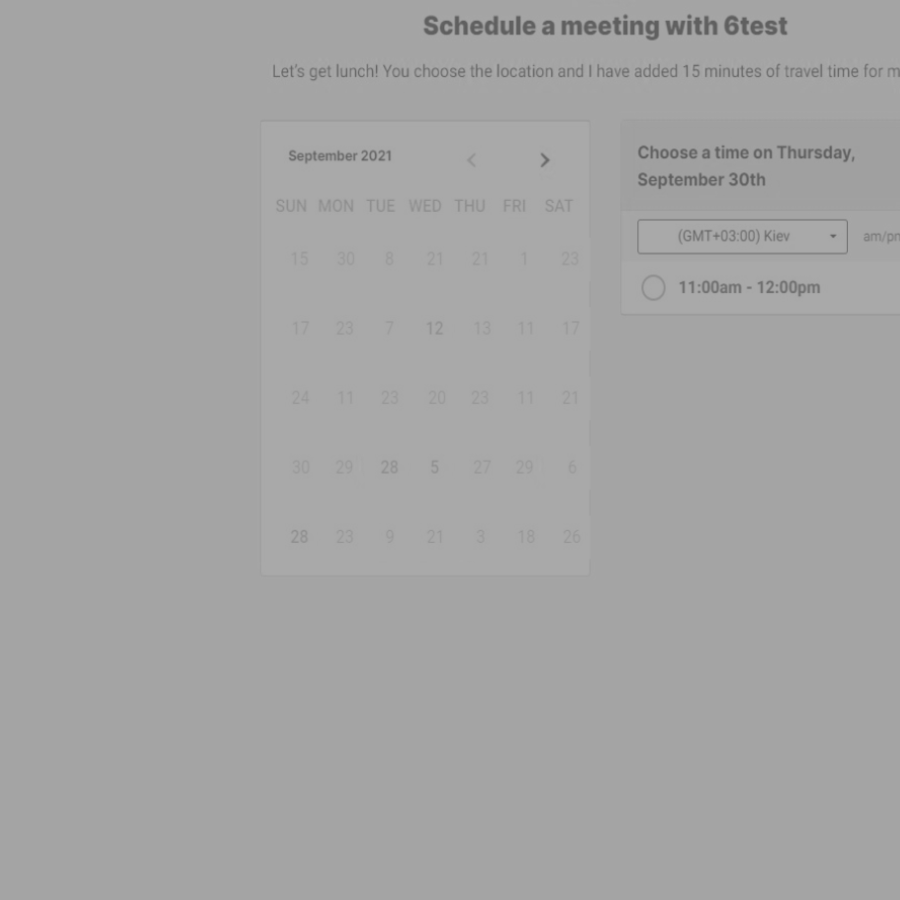 Schedule a meeting with 6test
Let's get lunch! You choose the location and I have added 15 minutes of travel time for m
September 2021
SUN MON TUE WED THU FRI SAT
15 30 8 21 21 1 23
17 23 7 12 13 11 17
24 11 23 20 23 11 21
30 29 28 5 27 29 6
28 23 9 21 3 18 26
Choose a time on Thursday,
September 30th
(GMT+03:00) Kiev am/pm
11:00am - 12:00pm